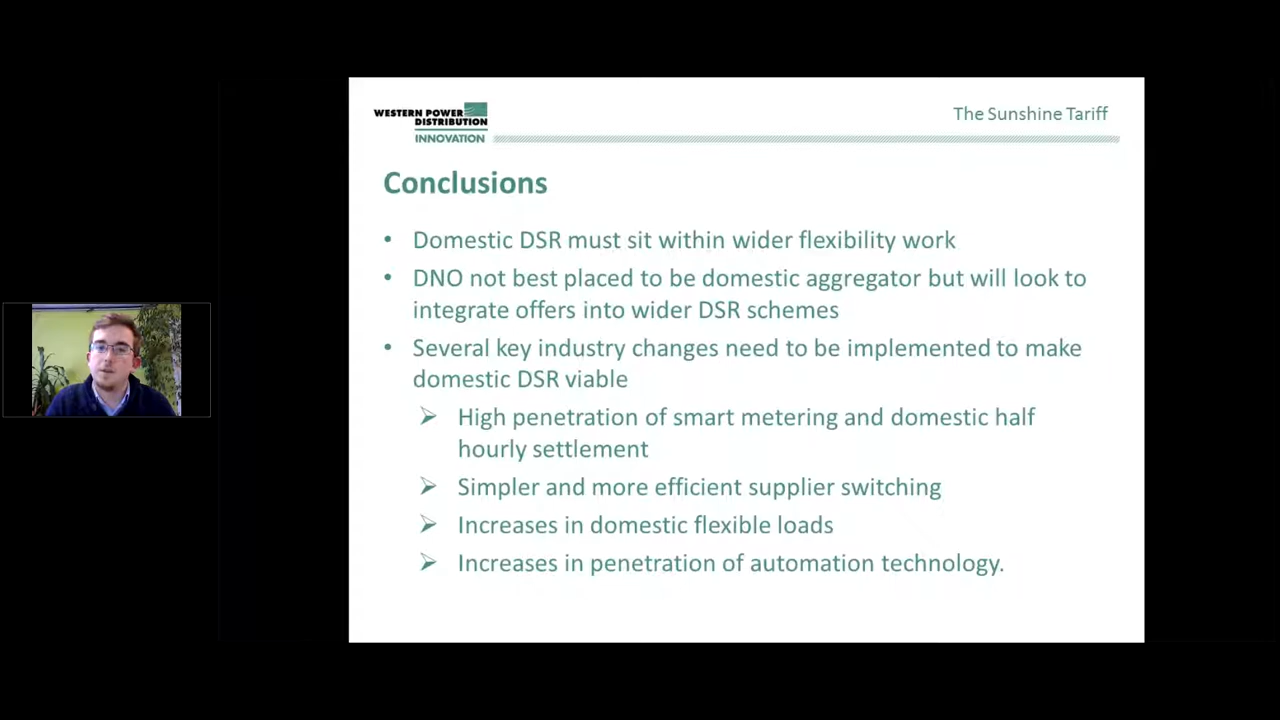 WESTERN POWER
DISTRIBUTION
INNOVATION
The Sunshine Tariff
Conclusions
• Domestic DSR must sit within wider flexibility work
• DNO not best placed to be domestic aggregator but will look to
integrate offers into wider DSR schemes
• Several key industry changes need to be implemented to make
domestic DSR viable
➢ High penetration of smart metering and domestic half
hourly settlement
➢ Simpler and more efficient supplier switching
➢ Increases in domestic flexible loads
➢ Increases in penetration of automation technology.